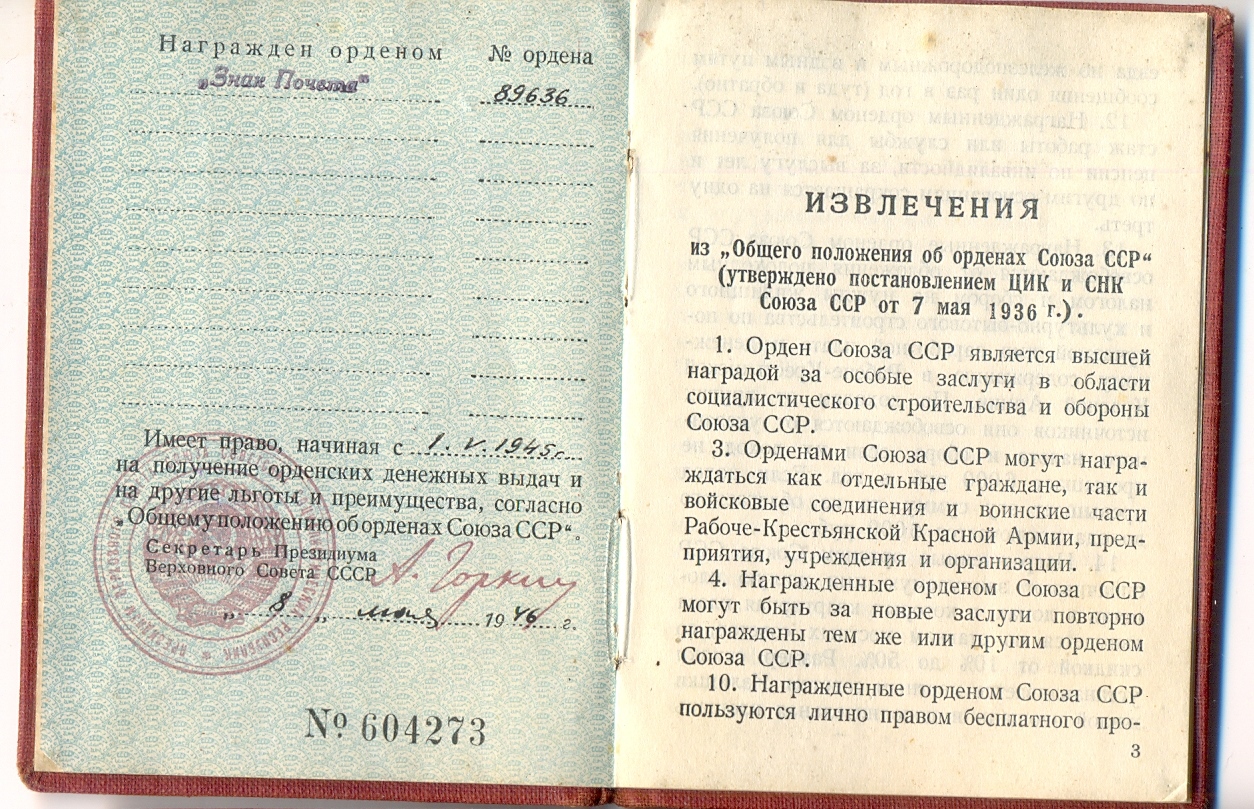 Награжден орденом № ордена
„Знак Почета“ 89636
Имеет право, начиная с 1.V.1945г.
на получение орденских денежных выдач и
на другие льготы и преимущества, согласно
„Общему положению об орденах Союза ССР“.
Секретарь Президиума
Верховного Совета СССР А. Горкин
„ 8 „ мая 1946 г.
№ 604273
ИЗВЛЕЧЕНИЯ
из „Общего положения об орденах Союза ССР“
(утверждено постановлением ЦИК и СНК
Союза ССР от 7 мая 1936 г.).
1. Орден Союза ССР является высшей
наградой за особые заслуги в области
социалистического строительства и обороны
Союза ССР.
3. Орденами Союза ССР могут награ-
ждаться как отдельные граждане, так и
войсковые соединения и воинские части
Рабоче-Крестьянской Красной Армии, пред-
приятия, учреждения и организации.
4. Награжденные орденом Союза ССР
могут быть за новые заслуги повторно
награждены тем же или другим орденом
Союза ССР.
10. Награжденные орденом Союза ССР
пользуются лично правом бесплатного про-
3